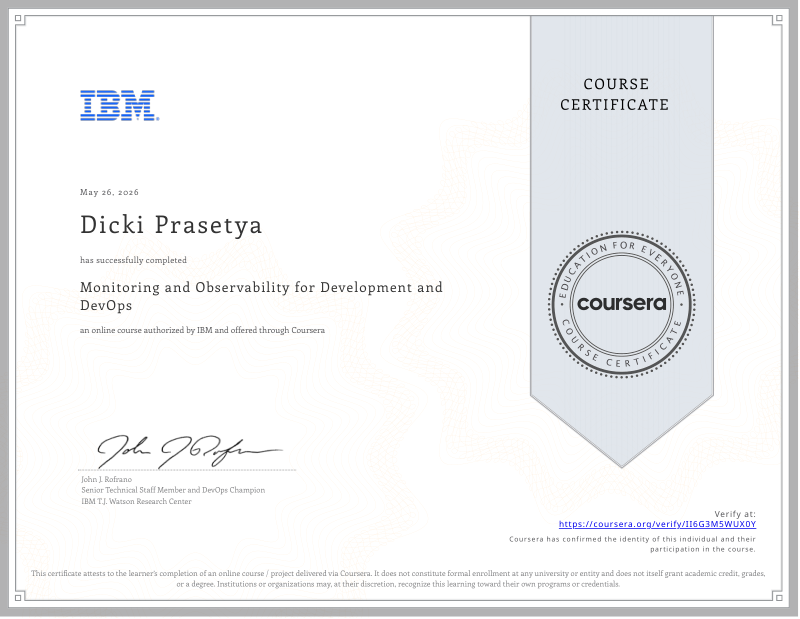 IBM®
COURSE
CERTIFICATE
May 26, 2026
Dicki Prasetya
has successfully completed
Monitoring and Observability for Development and
DevOps
an online course authorized by IBM and offered through Coursera
EDUCATION FOR EVERYONE
coursera
COURSE CERTIFICATE
John J. Rofrano
Senior Technical Staff Member and DevOps Champion
IBM T.J. Watson Research Center
Verify at:
https://coursera.org/verify/II6G3M5WUX0Y
Coursera has confirmed the identity of this individual and their
participation in the course.
This certificate attests to the learner's completion of an online course / project delivered via Coursera. It does not constitute formal enrollment at any university or entity and does not itself grant academic credit, grades,
or a degree. Institutions or organizations may, at their discretion, recognize this learning toward their own programs or credentials.